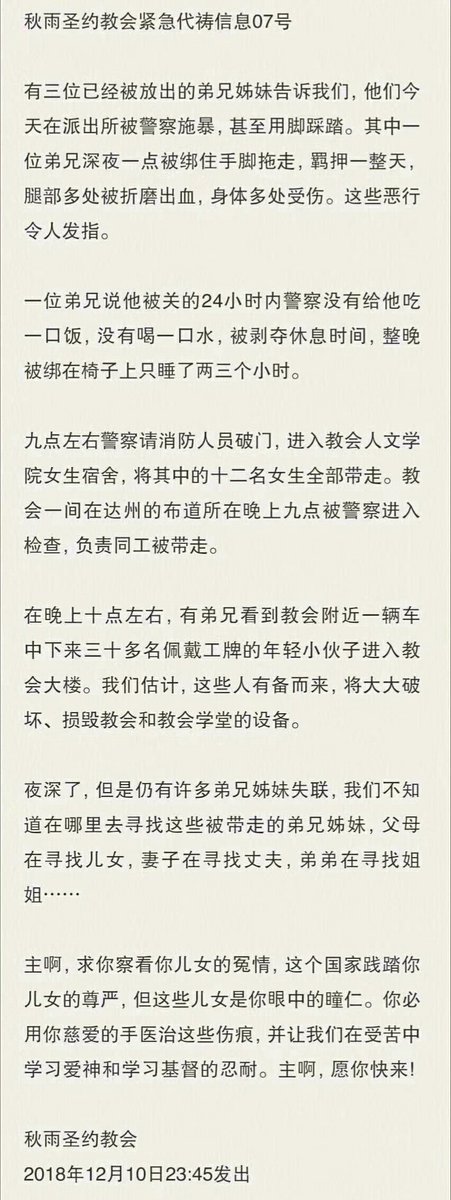 秋雨圣约教会紧急代祷信息07号
有三位已经被放出的弟兄姊妹告诉我们，他们今
天在派出所被警察施暴，甚至用脚踩踏。其中一
位弟兄深夜一点被绑住手脚拖走，羁押一整天，
腿部多处被折磨出血，身体多处受伤。这些恶行
令人发指。
一位弟兄说他被关的24小时内警察没有给他吃
一口饭，没有喝一口水，被剥夺休息时间，整晚
被绑在椅子上只睡了两三个小时。
九点左右警察请消防人员破门，进入教会人文学
院女生宿舍，将其中的十二名女生全部带走。教
会一间在达州的布道所在晚上九点被警察进入
检查，负责同工被带走。
在晚上十点左右，有弟兄看到教会附近一辆车
中下来三十多名佩戴工牌的年轻小伙子进入教
会大楼。我们估计，这些人有备而来，将大大破
坏、损毁教会和教会学堂的设备。
夜深了，但是仍有许多弟兄姊妹失联，我们不知
道在哪里去寻找这些被带走的弟兄姊妹，父母
在寻找儿女，妻子在寻找丈夫，弟弟在寻找姐
姐……
主啊，求你察看你儿女的冤情，这个国家践踏你
儿女的尊严，但这些儿女是你眼中的瞳仁。你必
用你慈爱的手医治这些伤痕，并让我们在受苦中
学习爱神和学习基督的忍耐。主啊，愿你快来!
秋雨圣约教会
2018年12月10日23:45发出